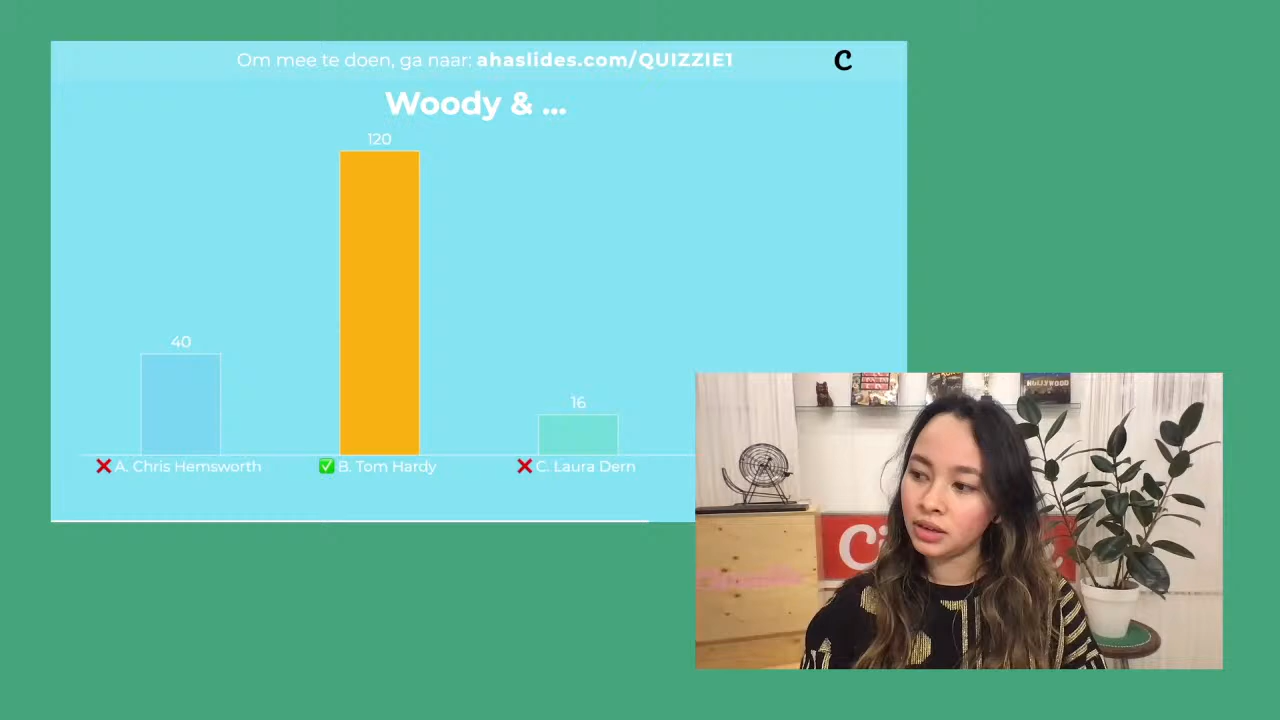 Om mee te doen, ga naar: ahaslides.com/QUIZZIE1
C
Woody & ...
120
40
16
A. Chris Hemsworth
B. Tom Hardy
C. Laura Dern